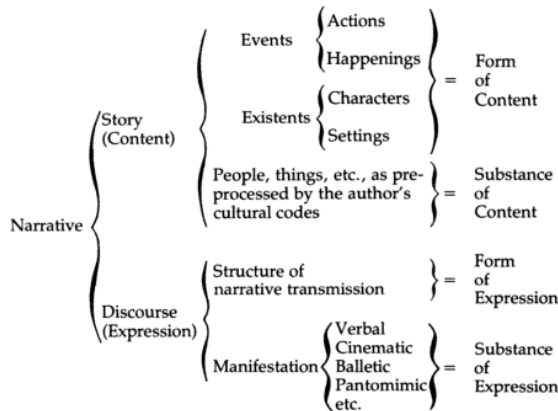 Events
Actions
Happenings
Existents
Characters
Settings
= Form
of
Content
Story
(Content)
People, things, etc., as pre-
processed by the author's
cultural codes
= Substance
of
Content
Narrative
Discourse
(Expression)
Structure of
narrative transmission
= Form
of
Expression
Manifestation
Verbal
Cinematic
Balletic
Pantomimic
etc.
= Substance
of
Expression